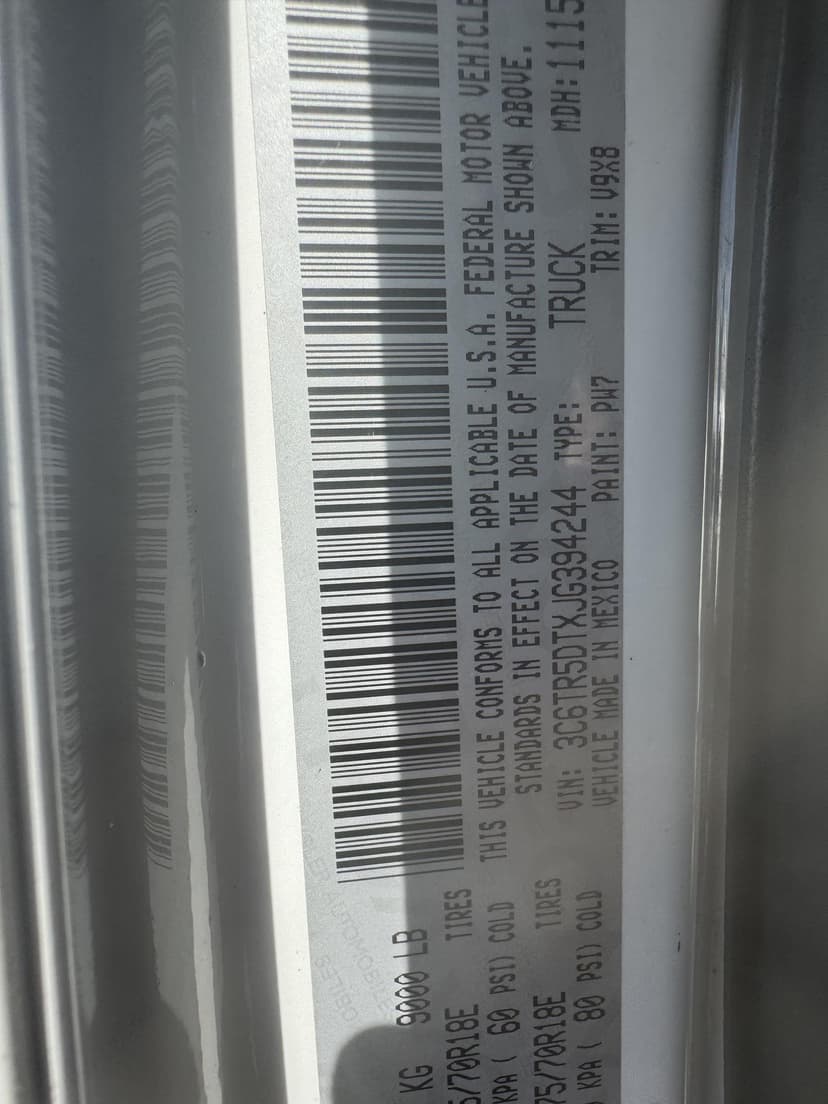 KG 9000 LB
/70R18E TIRES
KPA ( 60 PSI) COLD
75/70R18E TIRES
KPA ( 80 PSI) COLD
THIS VEHICLE CONFORMS TO ALL APPLICABLE U.S.A. FEDERAL MOTOR VEHICLE
STANDARDS IN EFFECT ON THE DATE OF MANUFACTURE SHOWN ABOVE.
VIN: 3C6TR5DTXJG394244 TYPE: TRUCK MDH: 1115
VEHICLE MADE IN MEXICO PAINT: PW7 TRIM: V9X8